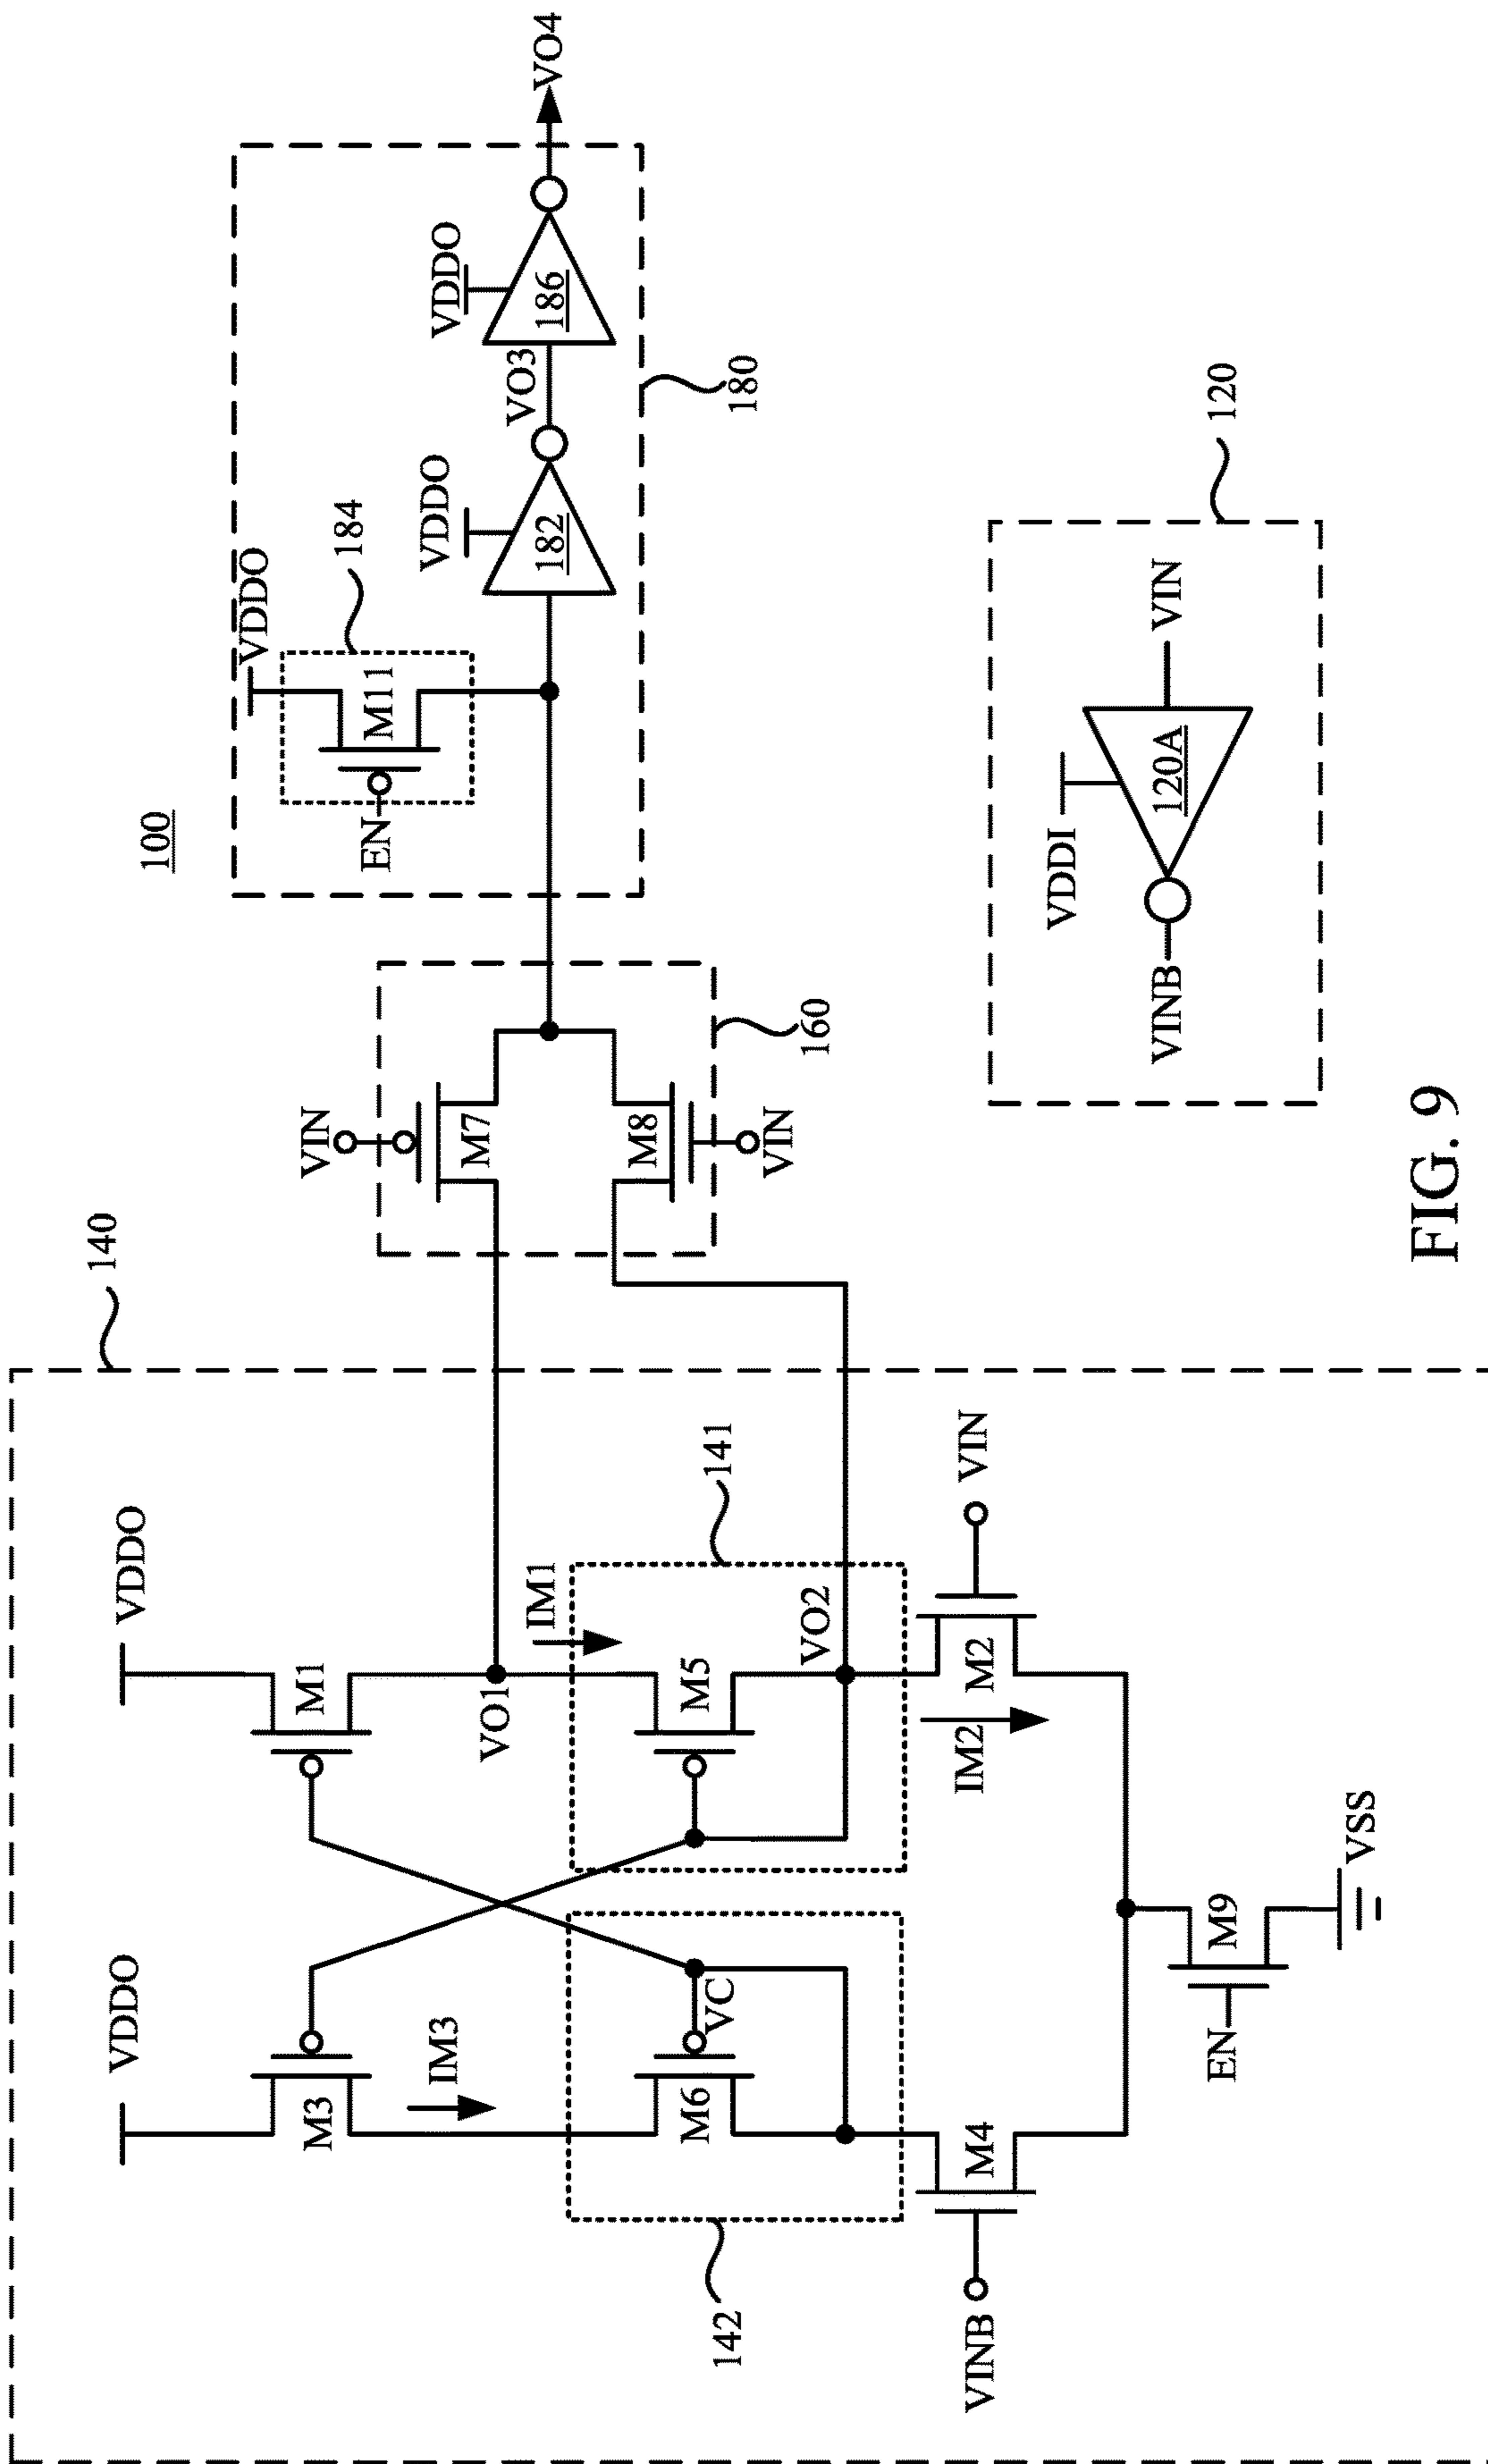 100
140
VDDO
VDDO
M3
M1
IM3
VO1
IM1
142
141
M6
VC
M5
VO2
VINB
M4
IM2
M2
VIN
EN
M9
VSS
VIN
M7
M8
VIN
160
VDDO
184
EN
M11
VDDO
182
VO3
VDDO
186
VO4
180
120
VDDI
VINB
120A
VIN
FIG. 9